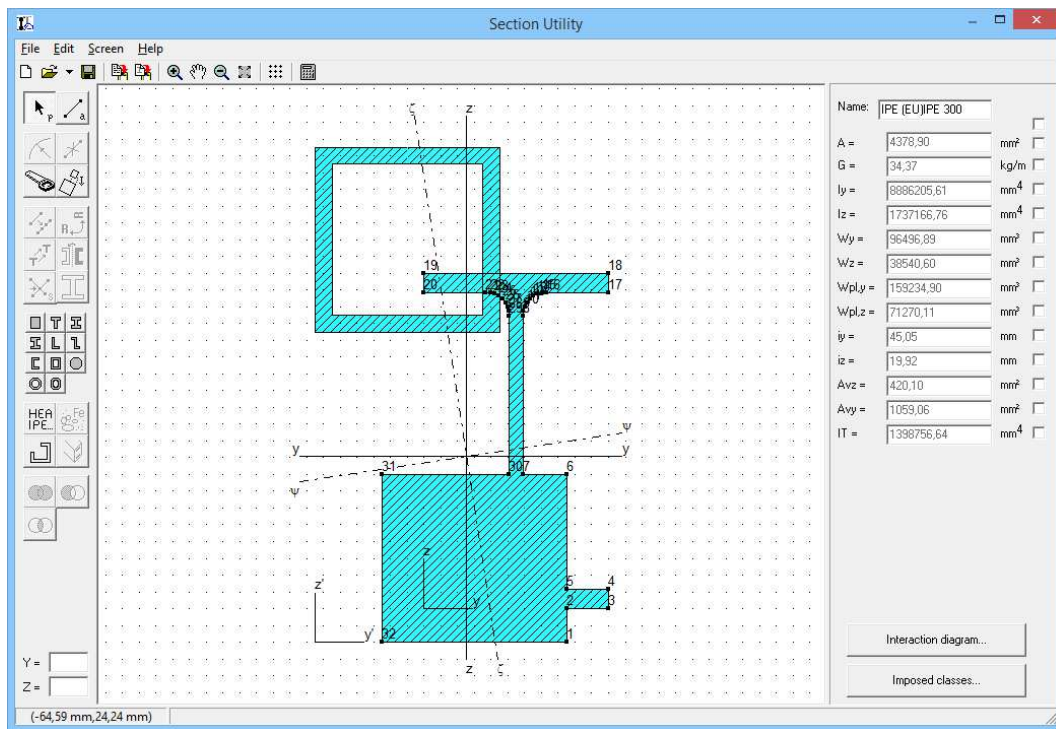 Section Utility
File Edit Screen Help
p
a
R
T
s
HEA
IPE...
Fe
Y =
Z =
(-64,59 mm,24,24 mm)
ζ z
19 18
20 17
y y
ψ
ψ
31 30 7 6
z
z'
5 4
2 3
y
y'
32 1
z ζ
Name: IPE (EU)IPE 300
A = 4378,90 mm²
G = 34,37 kg/m
Iy = 8886205,61 mm4
Iz = 1737166,76 mm4
Wy = 96496,89 mm³
Wz = 38540,60 mm³
Wpl,y = 159234,90 mm³
Wpl,z = 71270,11 mm³
iy = 45,05 mm
iz = 19,92 mm
Avz = 420,10 mm²
Avy = 1059,06 mm²
IT = 1398756,64 mm4
Interaction diagram...
Imposed classes...